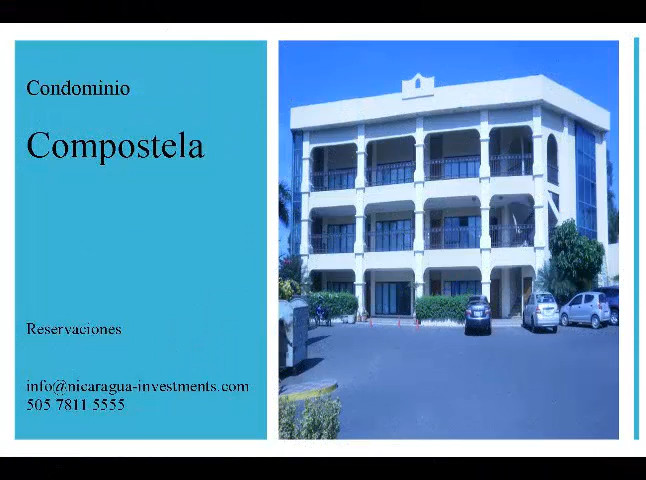 Condominio
Compostela
Reservaciones
info@nicaragua-investments.com
505 7811 5555